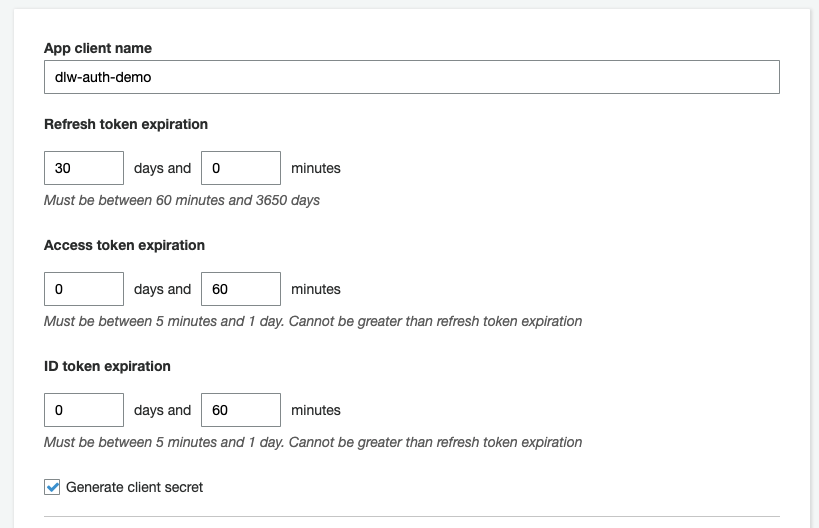 App client name
dlw-auth-demo
Refresh token expiration
30 days and 0 minutes
Must be between 60 minutes and 3650 days
Access token expiration
0 days and 60 minutes
Must be between 5 minutes and 1 day. Cannot be greater than refresh token expiration
ID token expiration
0 days and 60 minutes
Must be between 5 minutes and 1 day. Cannot be greater than refresh token expiration
Generate client secret